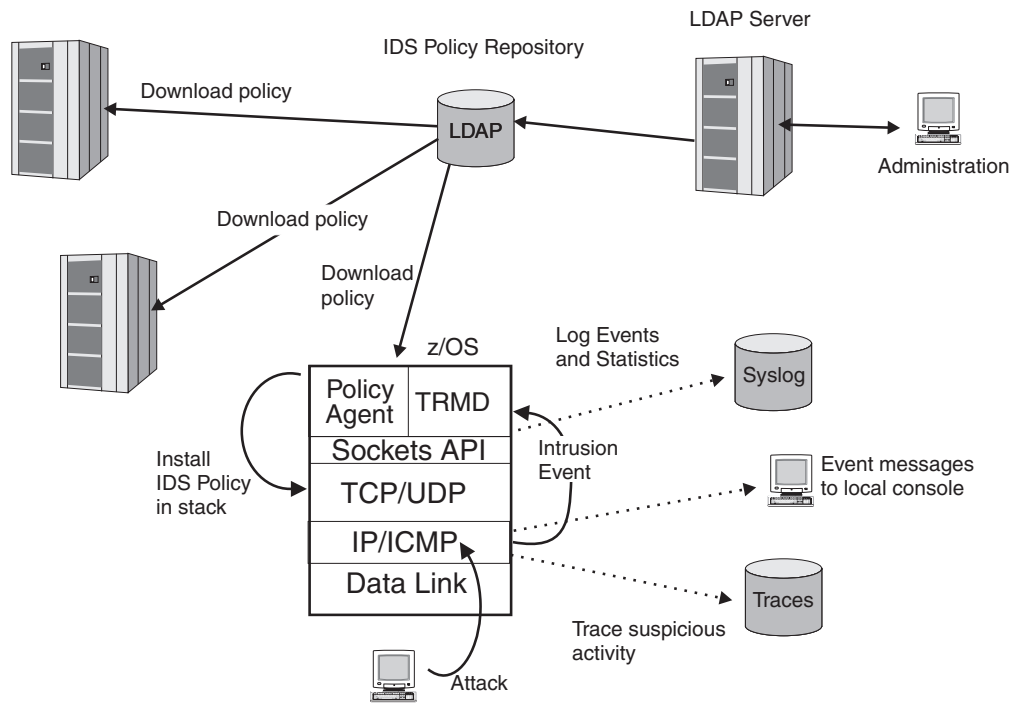 LDAP Server
IDS Policy Repository
Download policy
LDAP
Administration
Download policy
Download
policy
z/OS
Log Events
and Statistics
Syslog
Policy
Agent
TRMD
Sockets API
Intrusion
Event
Install
IDS Policy
in stack
TCP/UDP
Event messages
to local console
IP/ICMP
Data Link
Traces
Trace suspicious
activity
Attack